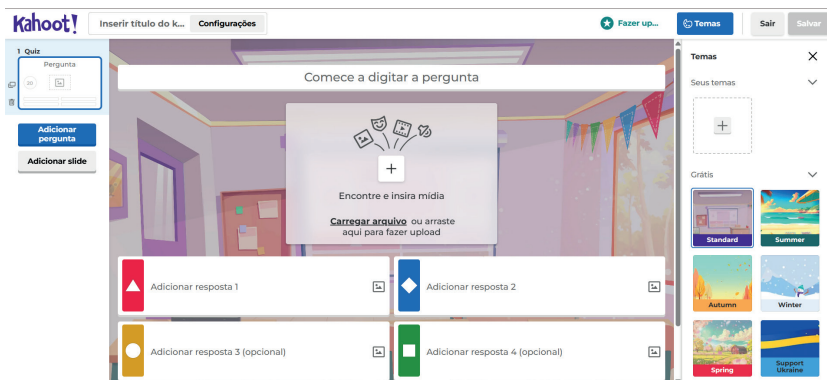 Kahoot!
Inserir título do k...
Configurações
Fazer up...
Temas
Sair
Salvar
1 Quiz
Pergunta
20
Adicionar
pergunta
Adicionar slide
Comece a digitar a pergunta
Encontre e insira mídia
Carregar arquivo ou arraste
aqui para fazer upload
Adicionar resposta 1
Adicionar resposta 2
Adicionar resposta 3 (opcional)
Adicionar resposta 4 (opcional)
Temas
Seus temas
Grátis
Standard
Summer
Autumn
Winter
Spring
Support
Ukraine